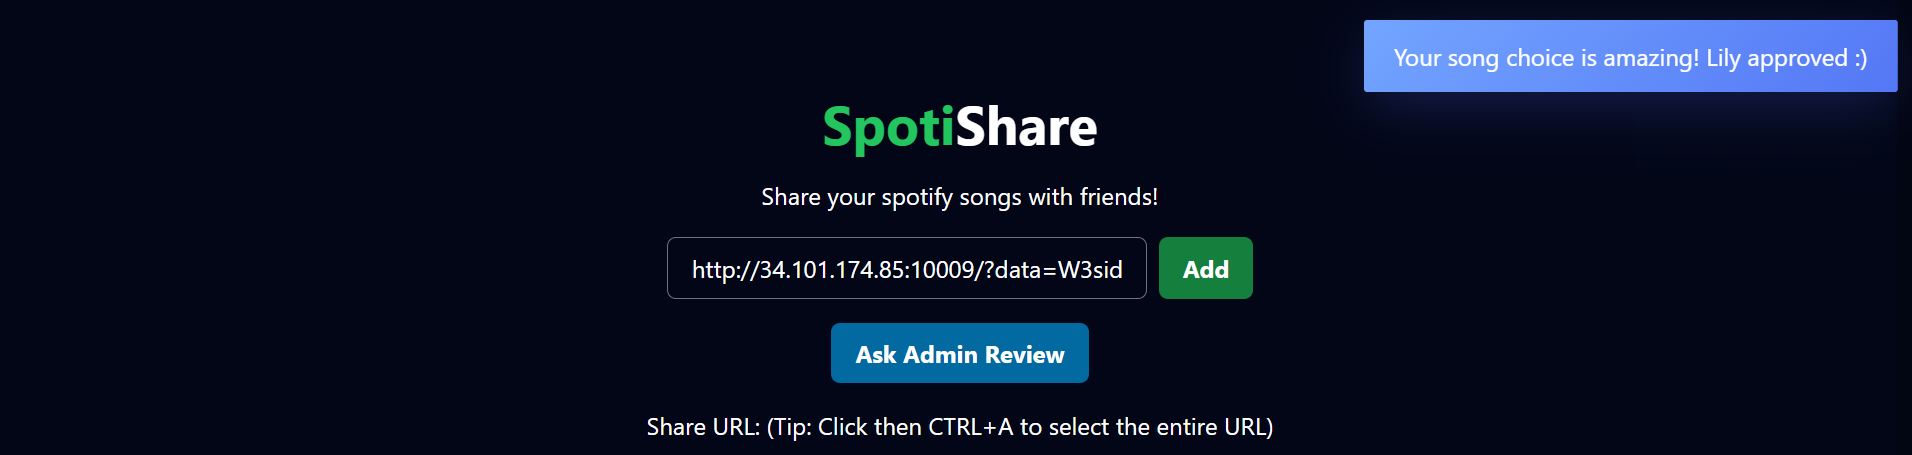 Your song choice is amazing! Lily approved :)
SpotiShare
Share your spotify songs with friends!
http://34.101.174.85:10009/?data=W3sid
Add
Ask Admin Review
Share URL: (Tip: Click then CTRL+A to select the entire URL)